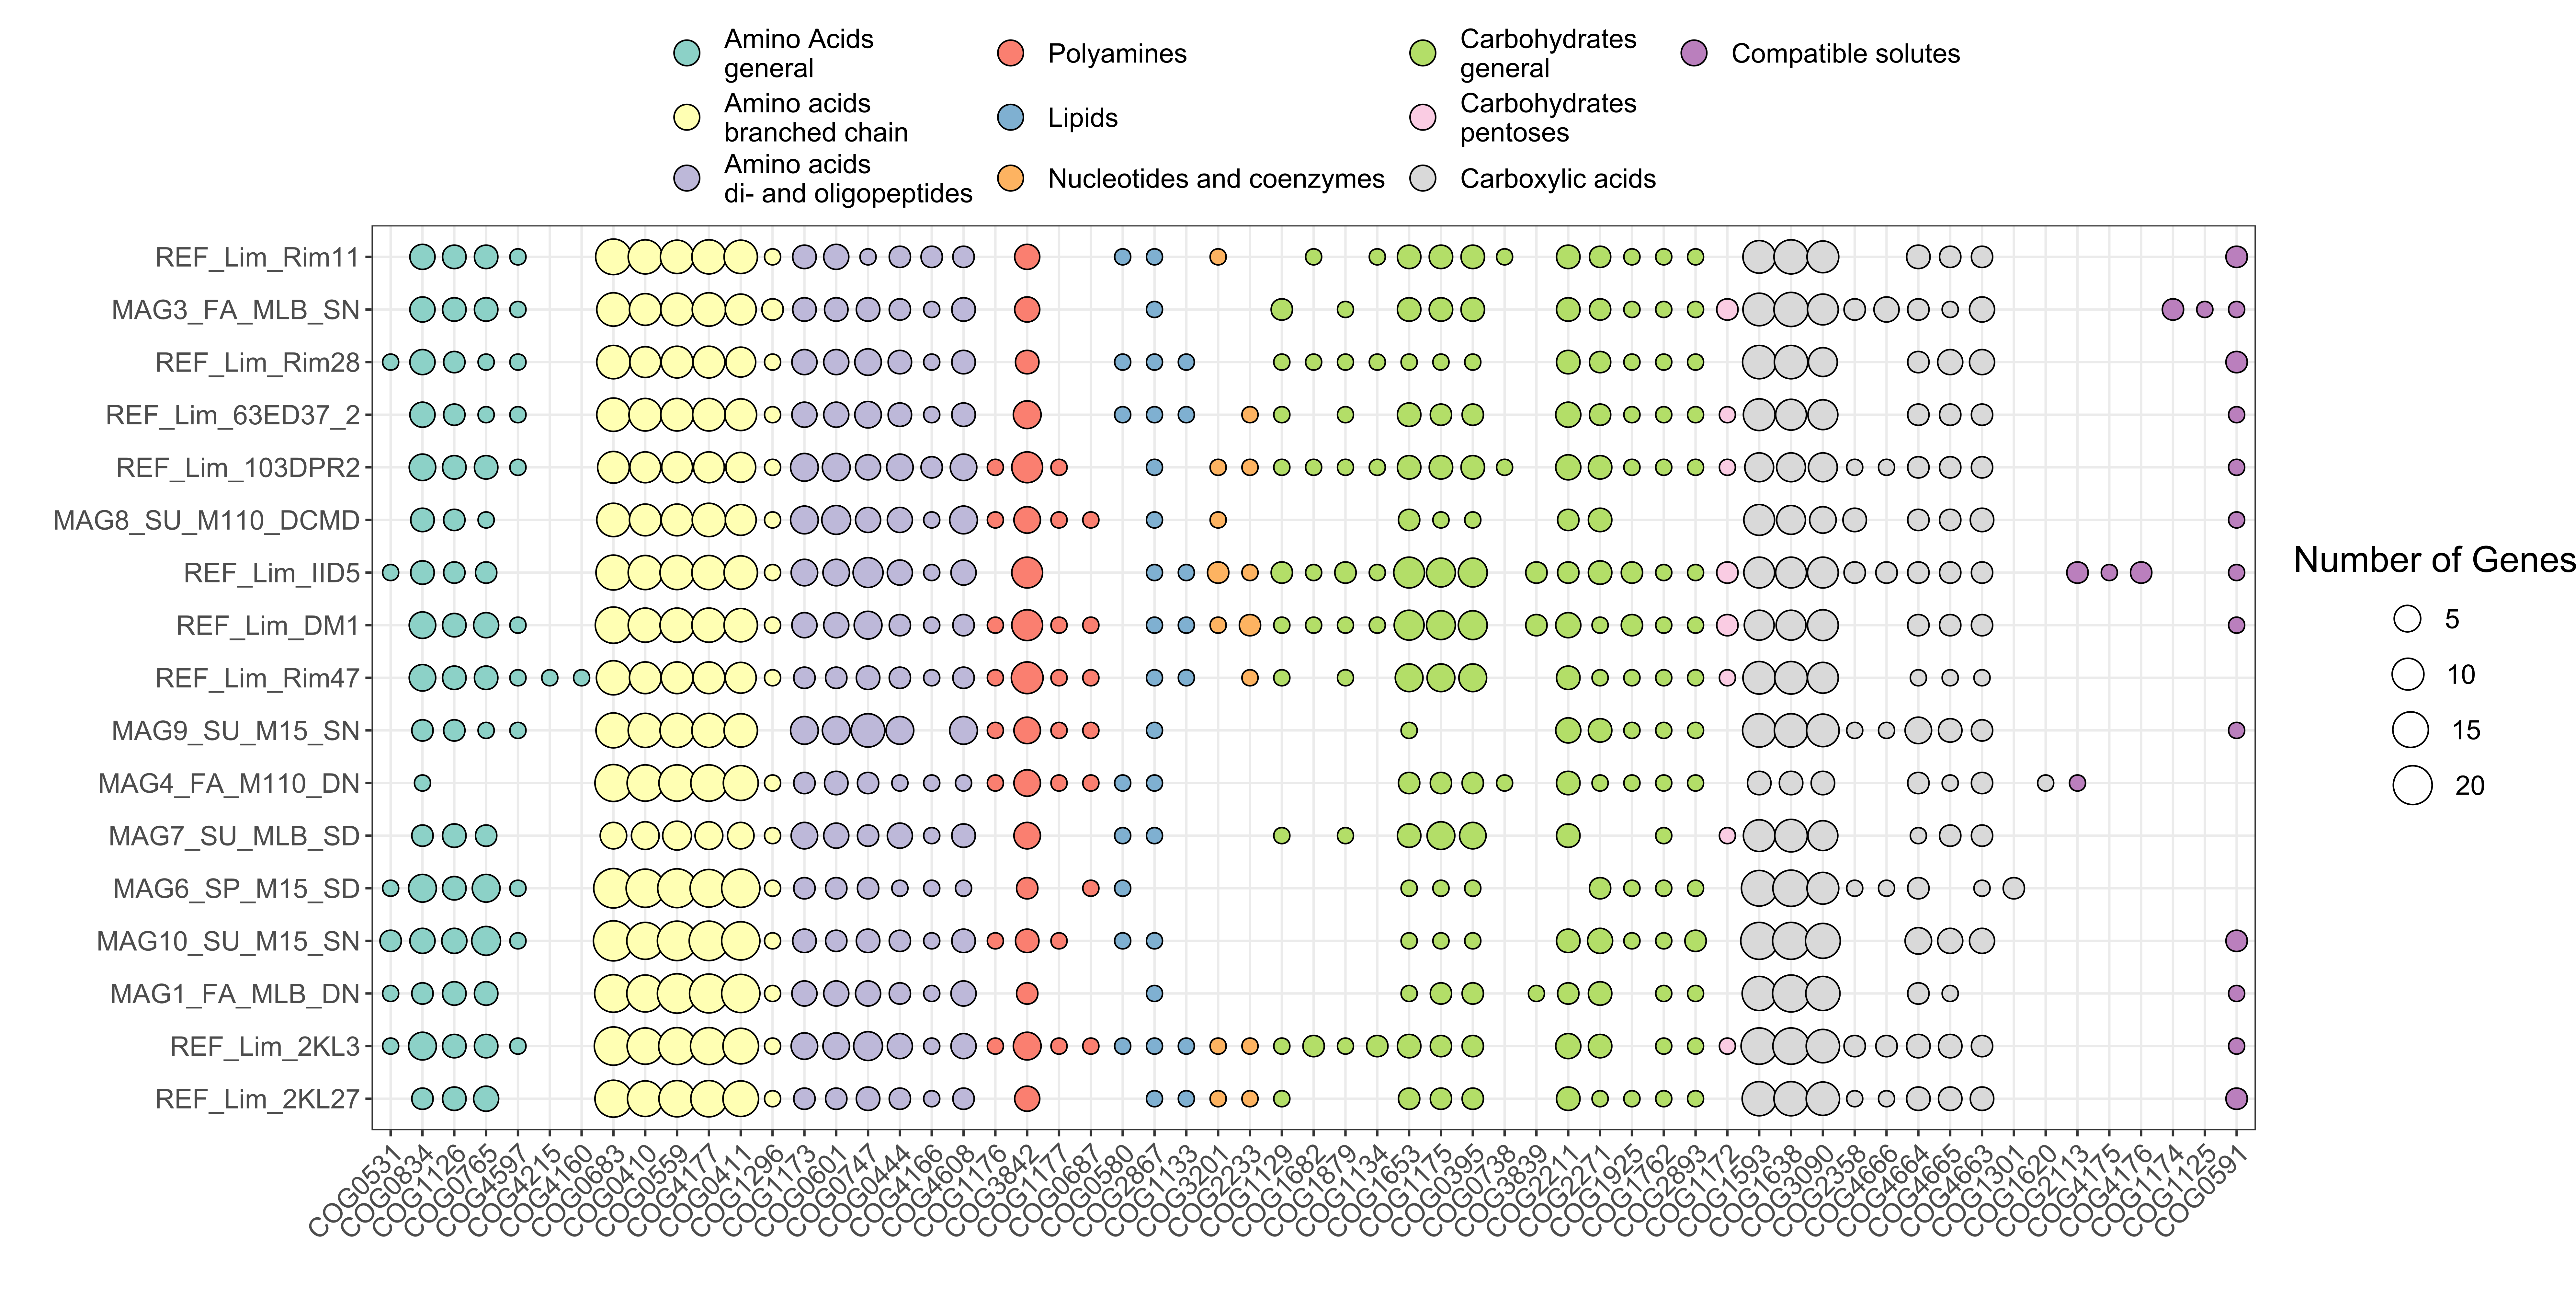 Amino Acids
general
Amino acids
branched chain
Amino acids
di- and oligopeptides
Polyamines
Lipids
Nucleotides and coenzymes
Carbohydrates
general
Carbohydrates
pentoses
Carboxylic acids
Compatible solutes
REF_Lim_Rim11
MAG3_FA_MLB_SN
REF_Lim_Rim28
REF_Lim_63ED37_2
REF_Lim_103DPR2
MAG8_SU_M110_DCMD
REF_Lim_IID5
REF_Lim_DM1
REF_Lim_Rim47
MAG9_SU_M15_SN
MAG4_FA_M110_DN
MAG7_SU_MLB_SD
MAG6_SP_M15_SD
MAG10_SU_M15_SN
MAG1_FA_MLB_DN
REF_Lim_2KL3
REF_Lim_2KL27
COG0531
COG0834
COG1126
COG0765
COG4597
COG4215
COG4160
COG0683
COG0410
COG0559
COG4177
COG0411
COG1296
COG1173
COG0601
COG0747
COG0444
COG4166
COG4608
COG1176
COG3842
COG1177
COG0687
COG0580
COG2867
COG1133
COG3201
COG2233
COG1129
COG1682
COG1879
COG1134
COG1653
COG1175
COG0395
COG0738
COG3839
COG2211
COG2271
COG1925
COG1762
COG2893
COG1172
COG1593
COG1638
COG3090
COG2358
COG4666
COG4664
COG4665
COG4663
COG1301
COG1620
COG2113
COG4175
COG4176
COG1174
COG1125
COG0591
Number of Genes
5
10
15
20